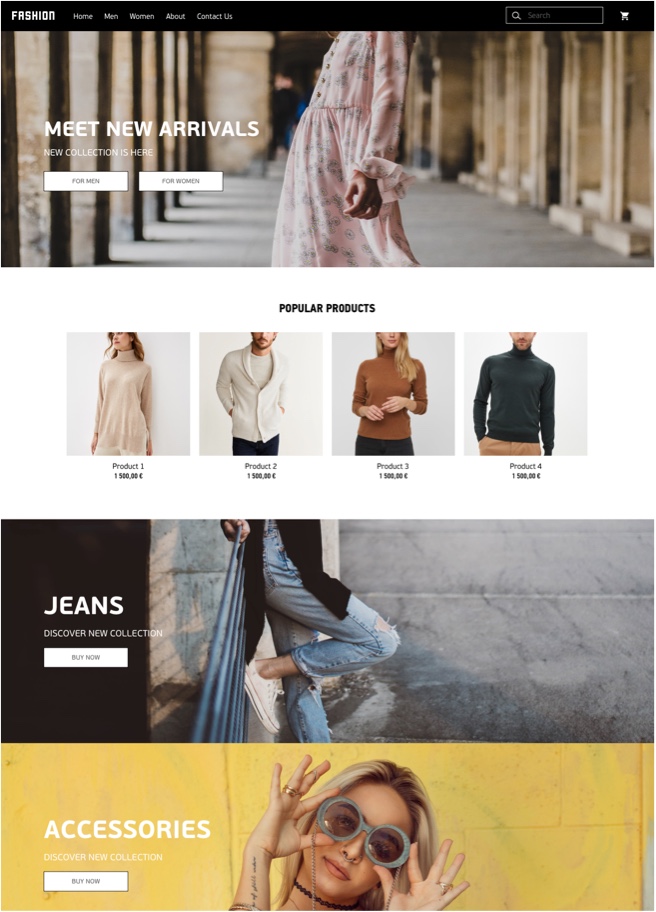 FASHION
Home Men Women About Contact Us
Search
MEET NEW ARRIVALS
NEW COLLECTION IS HERE
FOR MEN FOR WOMEN
POPULAR PRODUCTS
Product 1 Product 2 Product 3 Product 4
1 500,00 € 1 500,00 € 1 500,00 € 1 500,00 €
JEANS
DISCOVER NEW COLLECTION
BUY NOW
ACCESSORIES
DISCOVER NEW COLLECTION
BUY NOW